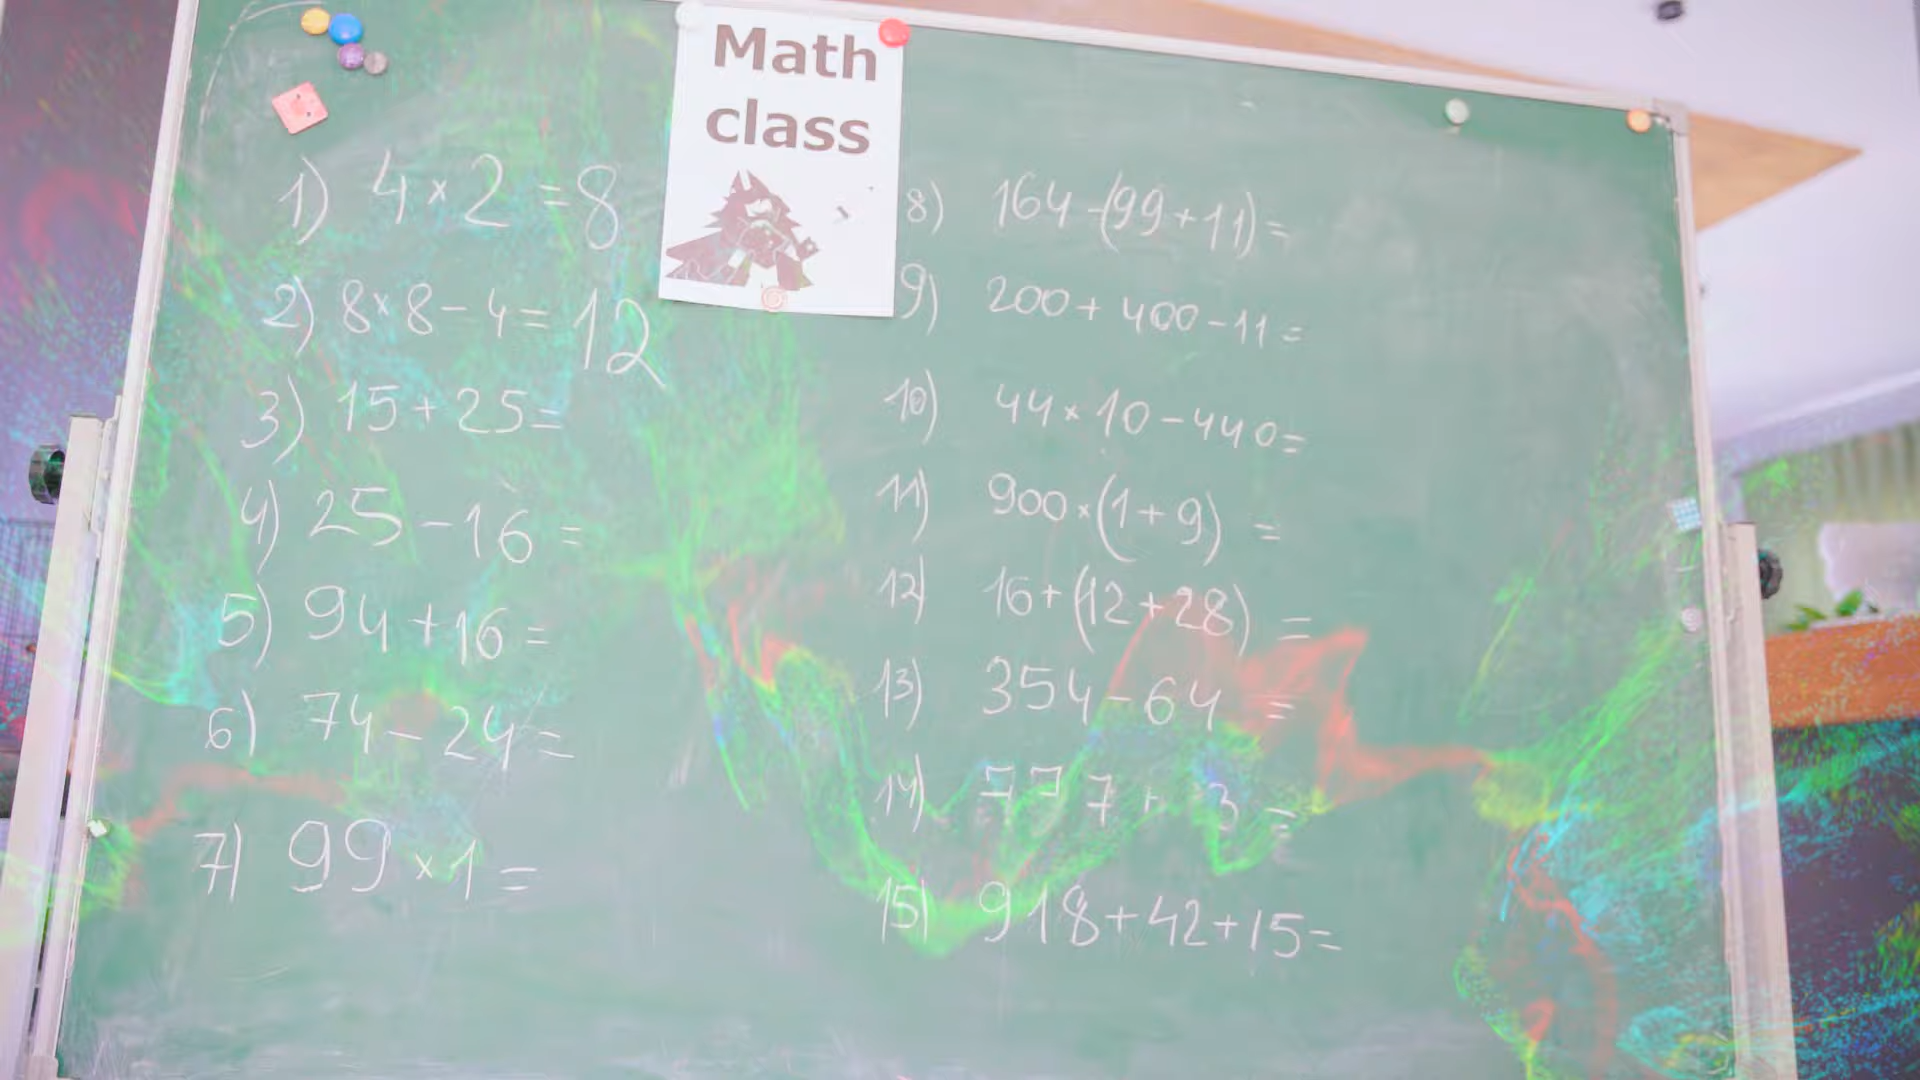 Math
class
1) 4 × 2 = 8
2) 8 × 8 - 4 = 12
3) 15 + 25 =
4) 25 - 16 =
5) 94 + 16 =
6) 74 - 24 =
7) 99 × 1 =
8) 164 - (99 + 11) =
9) 200 + 400 - 11 =
10) 44 × 10 - 440 =
11) 900 × (1 + 9) =
12) 16 + (12 + 28) =
13) 354 - 64 =
14) 777 + 3 =
15) 918 + 42 + 15 =